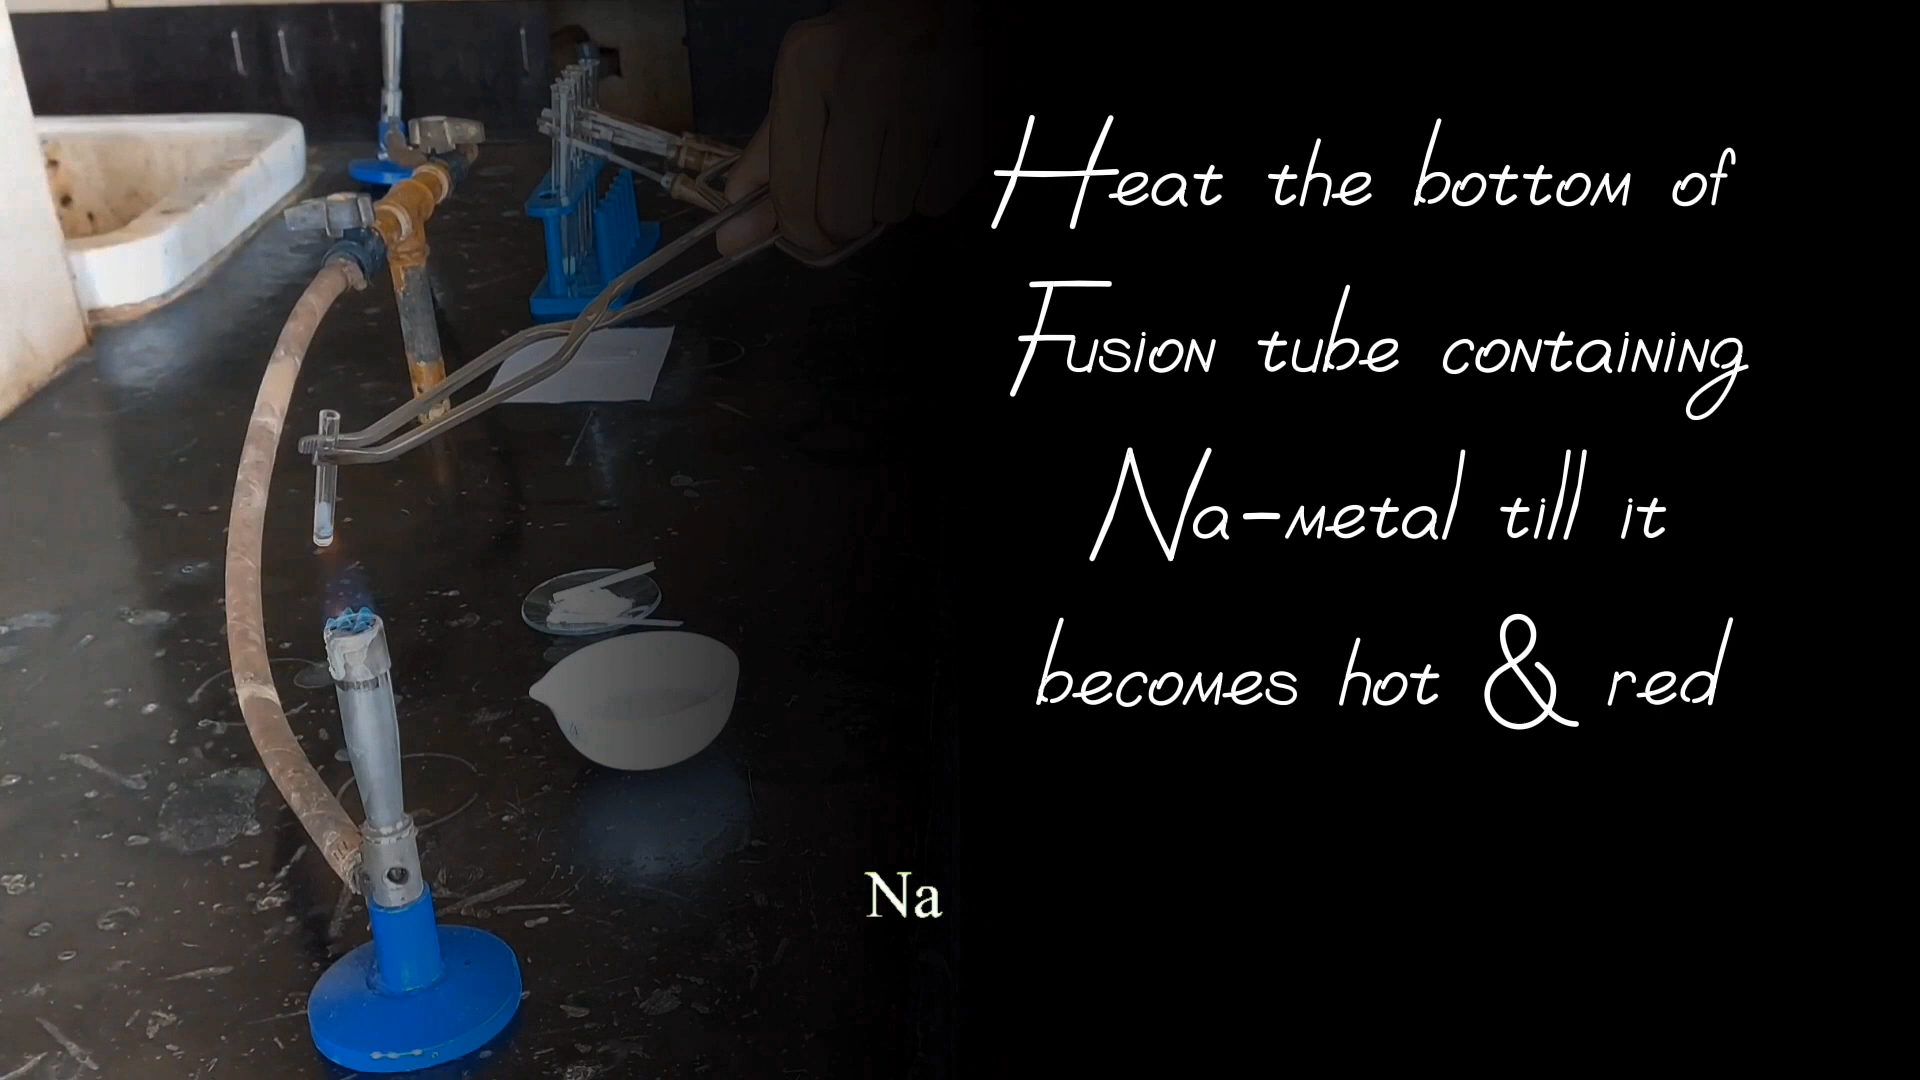 Heat the bottom of
Fusion tube containing
Na-metal till it
becomes hot & red
Na